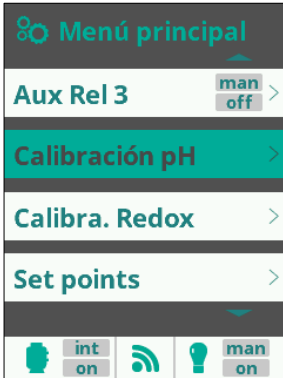 Menú principal
Aux Rel 3
man
off
Calibración pH
Calibra. Redox
Set points
int
on
man
on